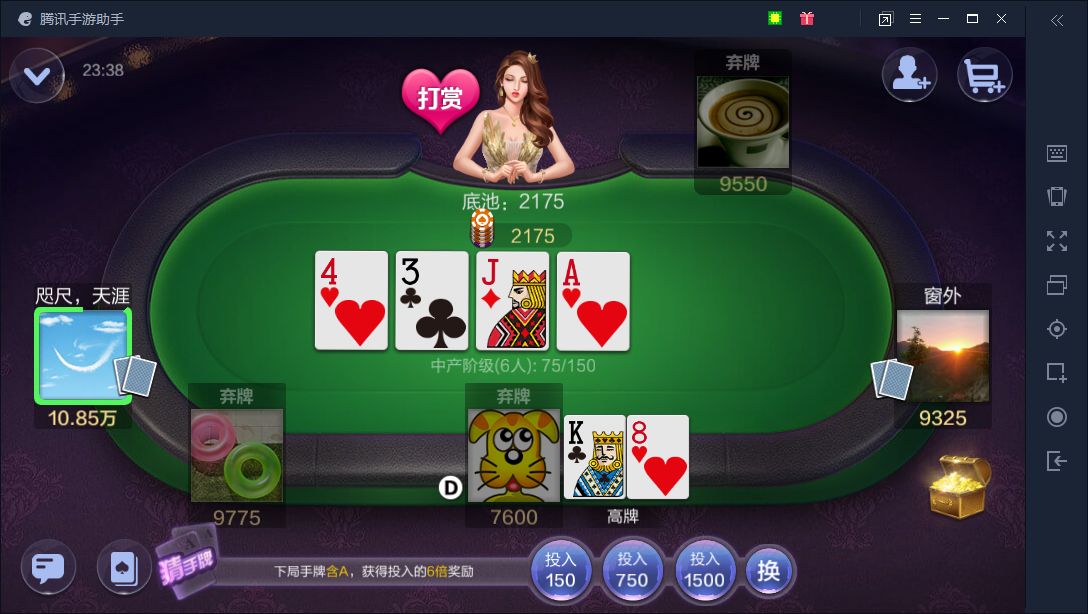 腾讯手游助手
23:38
打赏
弃牌
9550
底池：2175
2175
4
3
J
A
中产阶级(6人): 75/150
咫尺，天涯
10.85万
窗外
9325
弃牌
9775
弃牌
7600
D
K
8
高牌
猜手牌
下局手牌含A，获得投入的6倍奖励
投入
150
投入
750
投入
1500
换